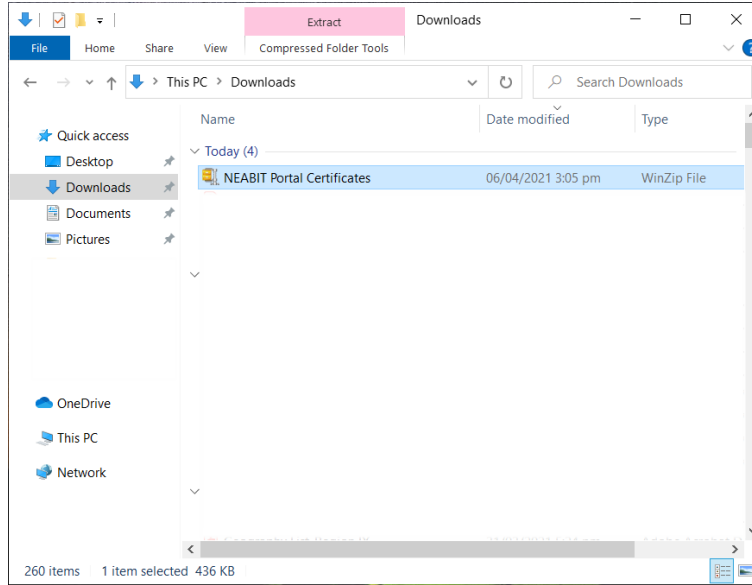 Extract Downloads
File Home Share View Compressed Folder Tools ?
This PC Downloads Search Downloads
Name Date modified Type
Quick access
Today (4)
Desktop
NEABIT Portal Certificates 06/04/2021 3:05 pm WinZip File
Downloads
Documents
Pictures
OneDrive
This PC
Network
260 items 1 item selected 436 KB